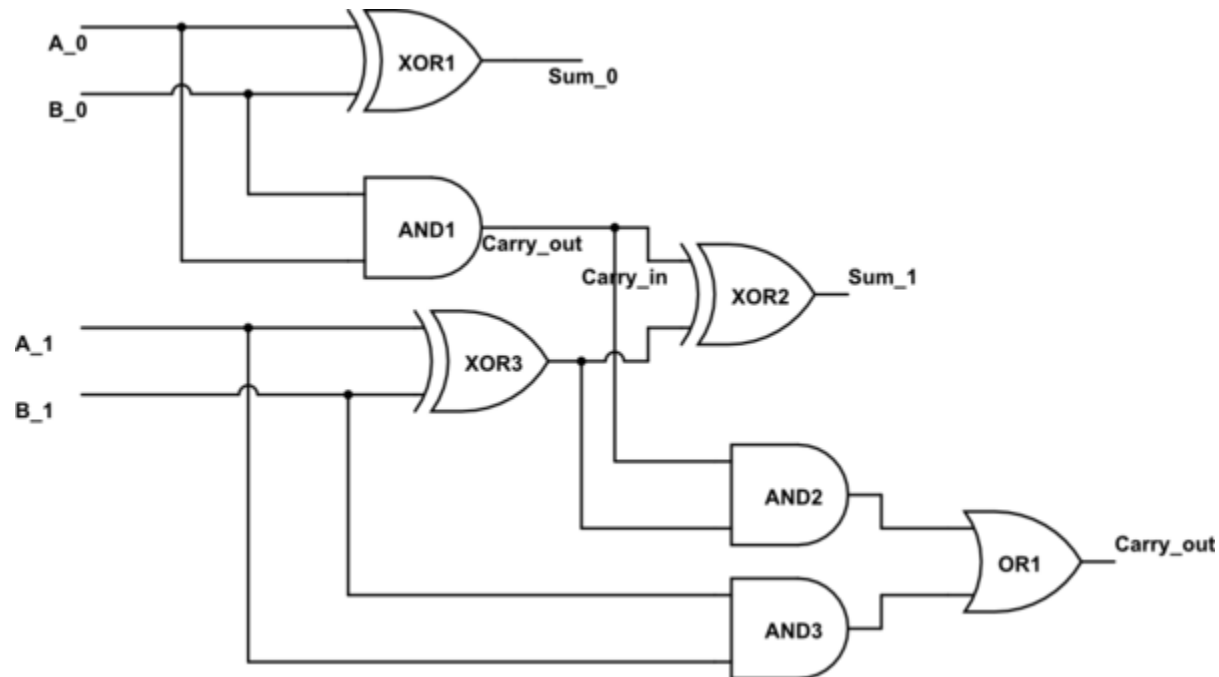 A_0
XOR1
Sum_0
B_0
AND1
Carry_out
Carry_in
XOR2
Sum_1
A_1
XOR3
B_1
AND2
OR1
Carry_out
AND3